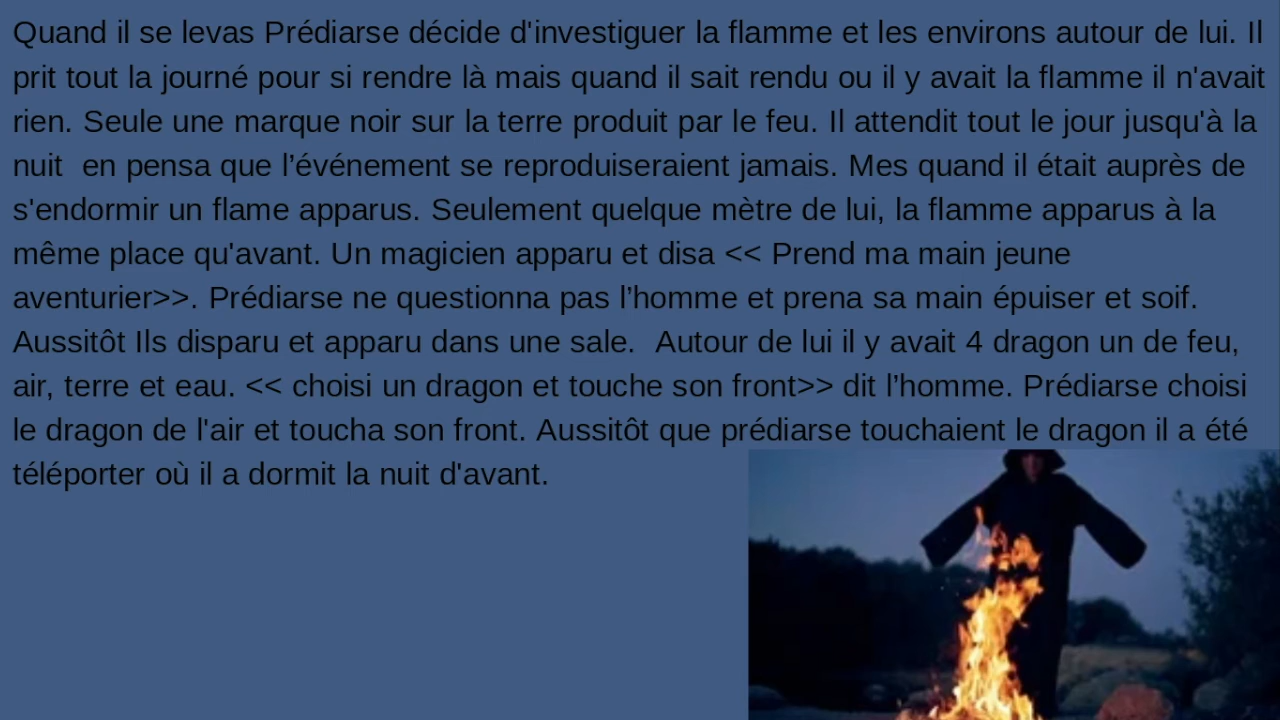 Quand il se levas Prédiarse décide d'investiguer la flamme et les environs autour de lui. Il
prit tout la journé pour si rendre là mais quand il sait rendu ou il y avait la flamme il n'avait
rien. Seule une marque noir sur la terre produit par le feu. Il attendit tout le jour jusqu'à la
nuit  en pensa que l’événement se reproduiseraient jamais. Mes quand il était auprès de
s'endormir un flame apparus. Seulement quelque mètre de lui, la flamme apparus à la
même place qu'avant. Un magicien apparu et disa << Prend ma main jeune
aventurier>>. Prédiarse ne questionna pas l’homme et prena sa main épuiser et soif.
Aussitôt Ils disparu et apparu dans une sale.  Autour de lui il y avait 4 dragon un de feu,
air, terre et eau. << choisi un dragon et touche son front>> dit l’homme. Prédiarse choisi
le dragon de l'air et toucha son front. Aussitôt que prédiarse touchaient le dragon il a été
téléporter où il a dormit la nuit d'avant.